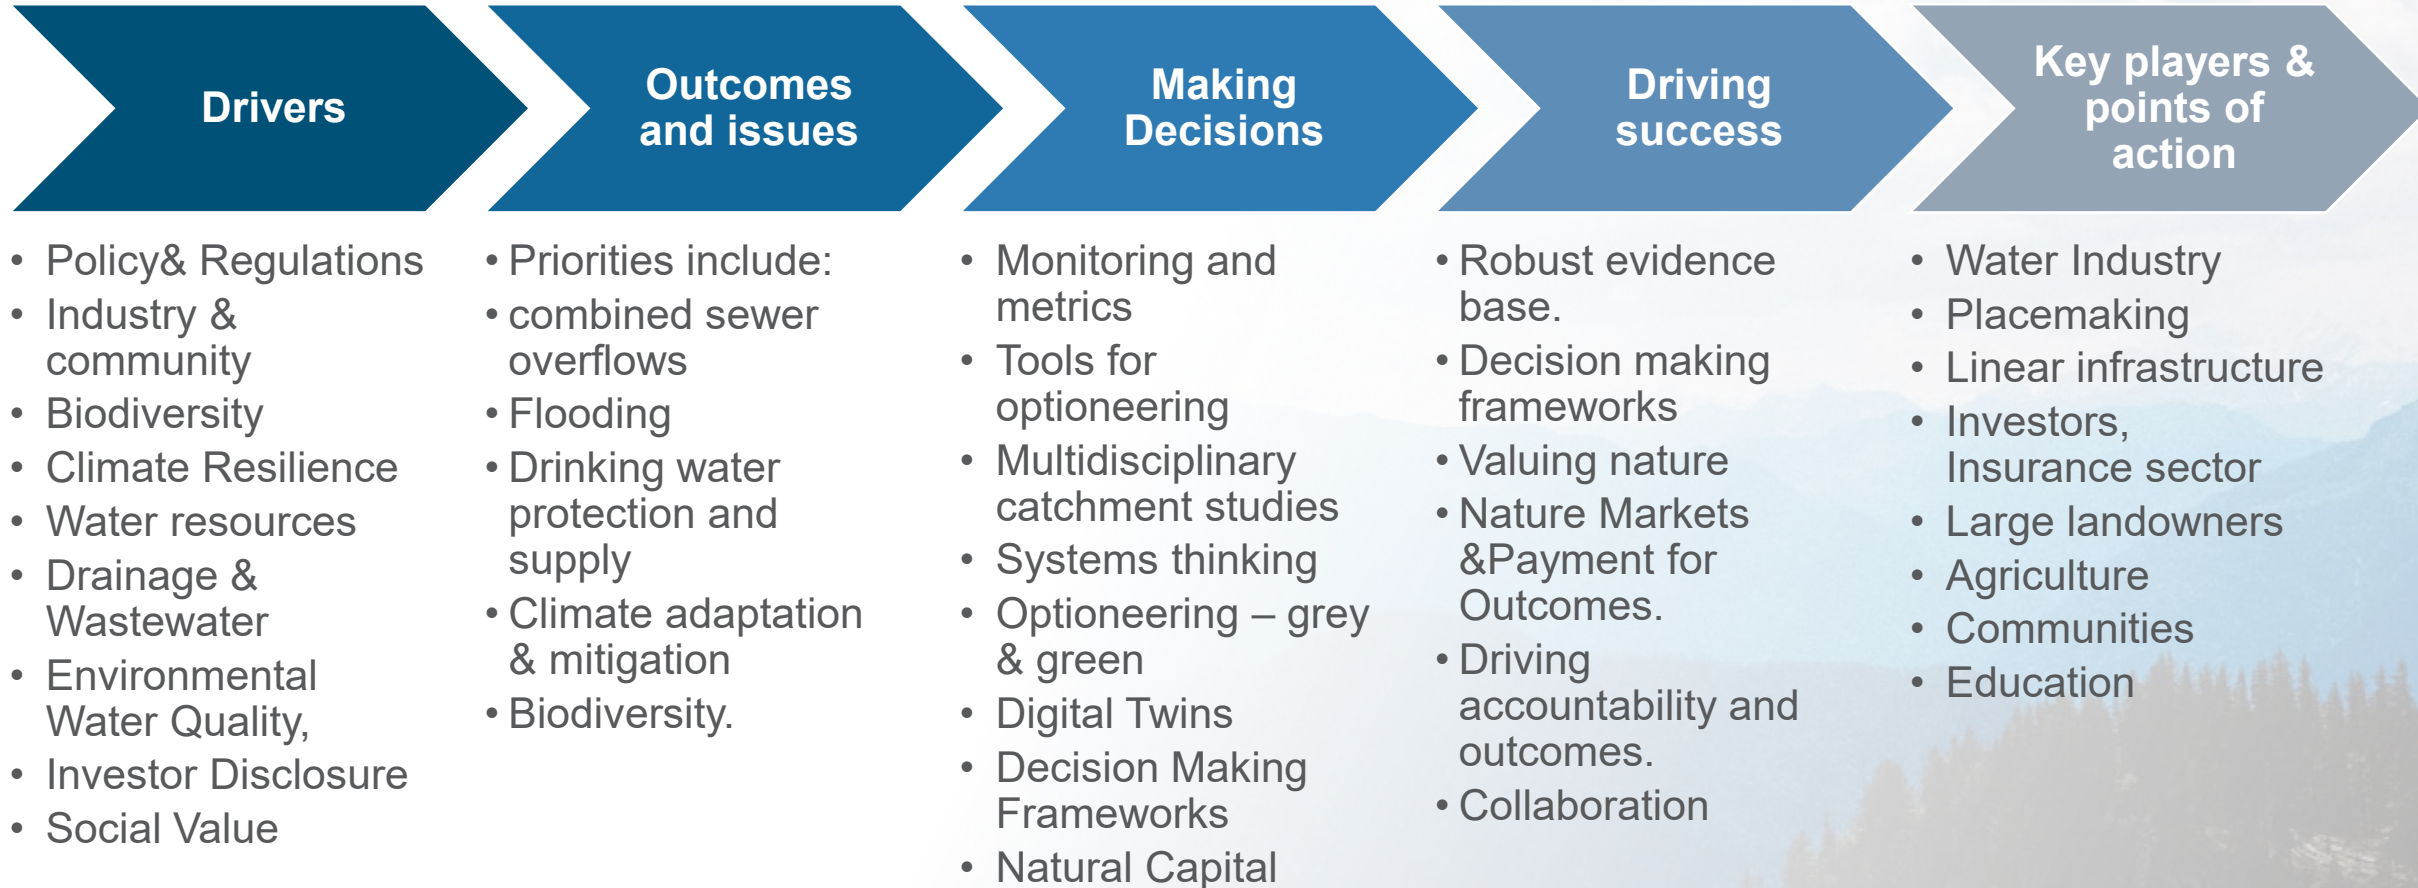 Drivers
• Policy& Regulations
• Industry &
community
• Biodiversity
• Climate Resilience
• Water resources
• Drainage &
Wastewater
• Environmental
Water Quality,
• Investor Disclosure
• Social Value
Outcomes
and issues
• Priorities include:
• combined sewer
overflows
• Flooding
• Drinking water
protection and
supply
• Climate adaptation
& mitigation
• Biodiversity.
Making
Decisions
• Monitoring and
metrics
• Tools for
optioneering
• Multidisciplinary
catchment studies
• Systems thinking
• Optioneering – grey
& green
• Digital Twins
• Decision Making
Frameworks
• Natural Capital
Driving
success
• Robust evidence
base.
• Decision making
frameworks
• Valuing nature
• Nature Markets
&Payment for
Outcomes.
• Driving
accountability and
outcomes.
• Collaboration
Key players &
points of
action
• Water Industry
• Placemaking
• Linear infrastructure
• Investors,
Insurance sector
• Large landowners
• Agriculture
• Communities
• Education